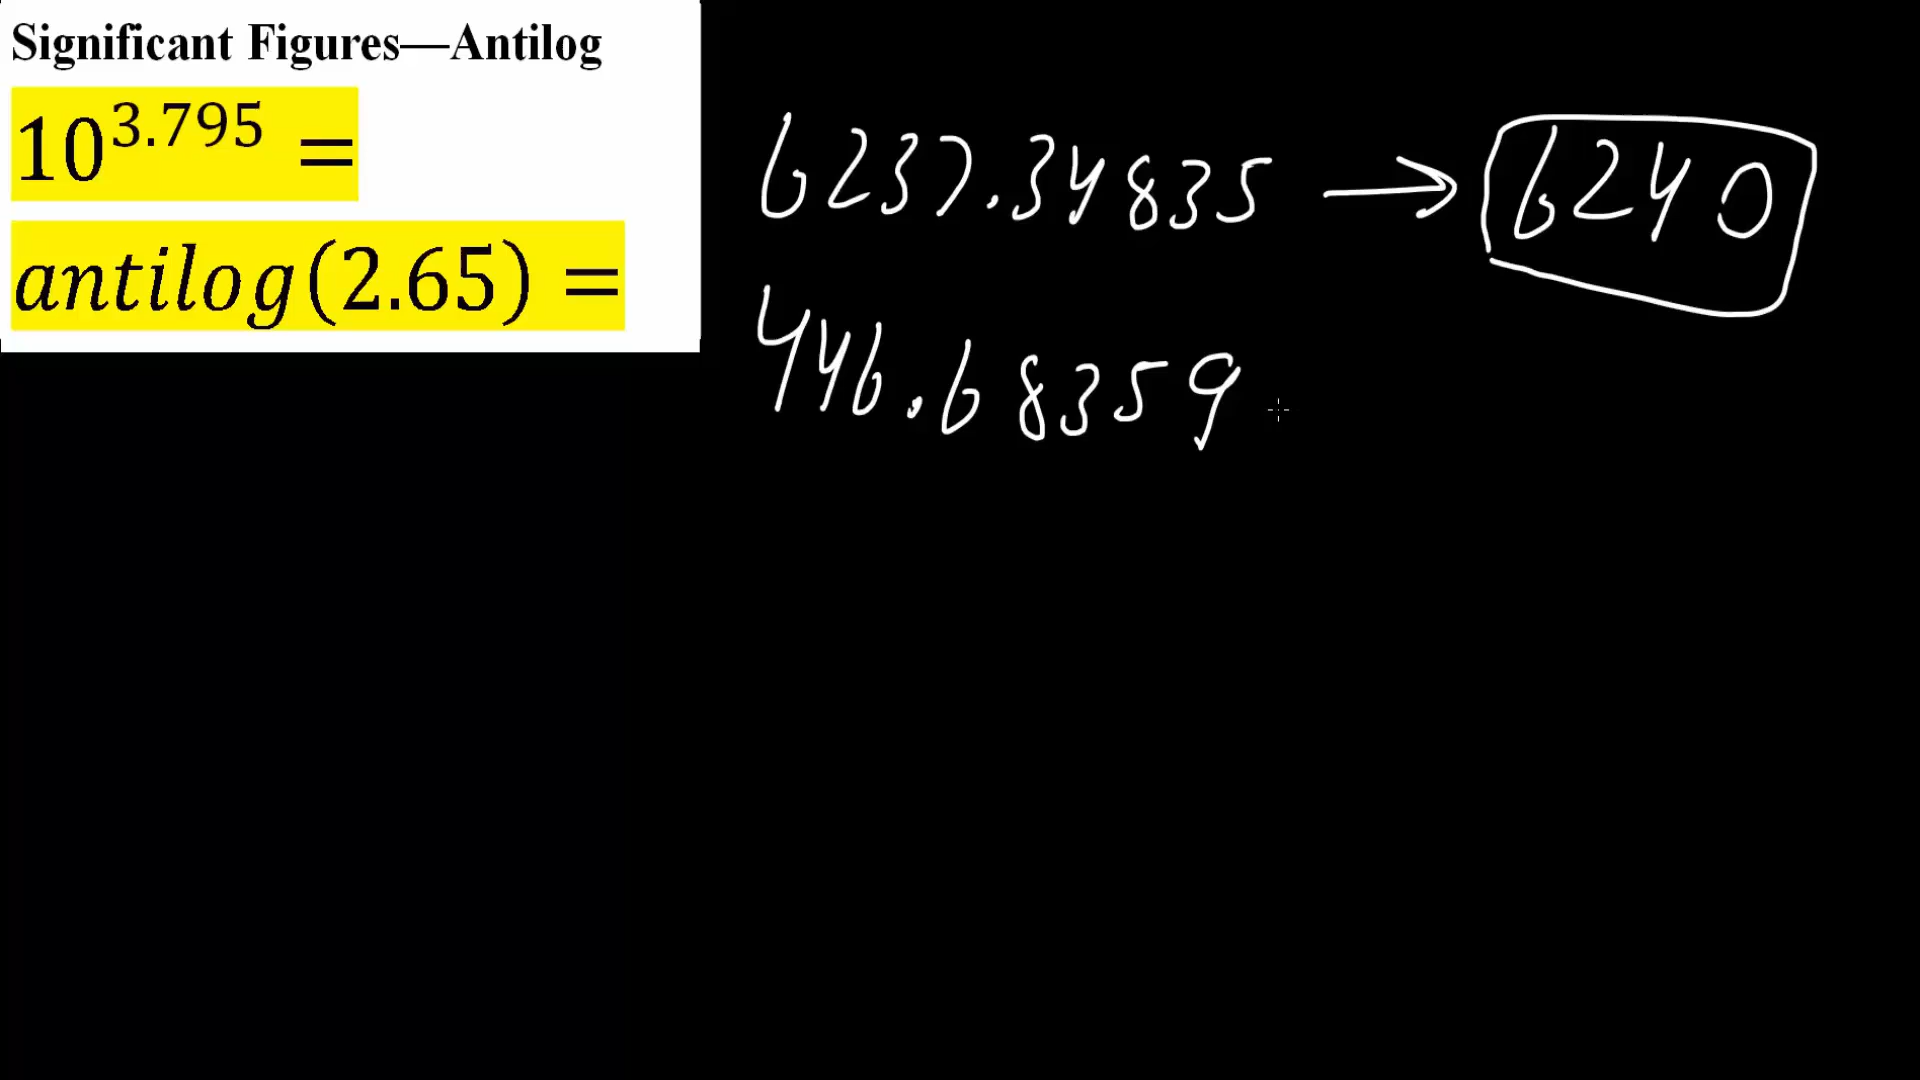 Significant Figures—Antilog
10^3.795 =
6237.34835 → 6240
antilog(2.65) =
446.68359